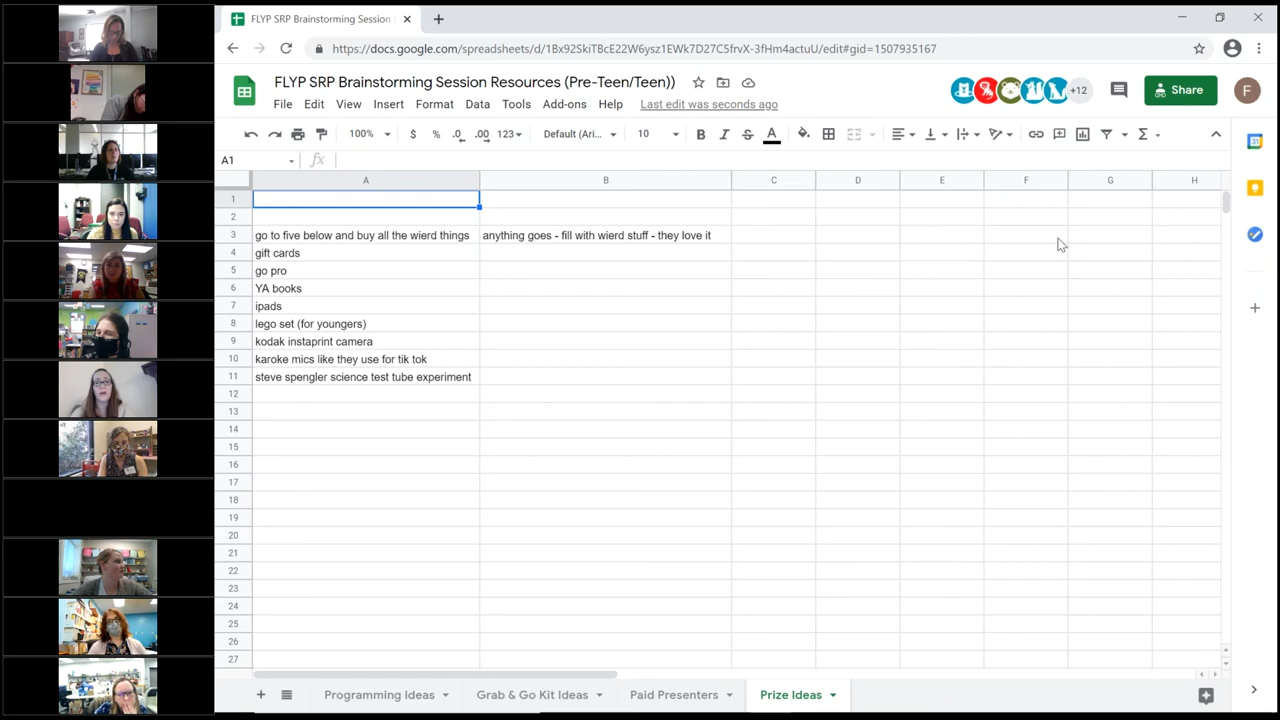 FLYP SRP Brainstorming Session
https://docs.google.com/spreadsheets/d/1Bx92SkiTBcE22W6ysz1EWk7D27C5frvX-3fHnl4actuU/edit#gid=1507935167
FLYP SRP Brainstorming Session Resources (Pre-Teen/Teen))
+12
Share
F
File Edit View Insert Format Data Tools Add-ons Help Last edit was seconds ago
100% $ % .0 .00 123 Default (Ari... 10 B I S A
A1 fx
A B C D E F G H
1
2
3 go to five below and buy all the wierd things anything goes - fill with wierd stuff - they love it
4 gift cards
5 go pro
6 YA books
7 ipads
8 lego set (for youngers)
9 kodak instaprint camera
10 karoke mics like they use for tik tok
11 steve spengler science test tube experiment
12
13
14
15
16
17
18
19
20
21
22
23
24
25
26
27
Programming Ideas Grab & Go Kit Ideas Paid Presenters Prize Ideas